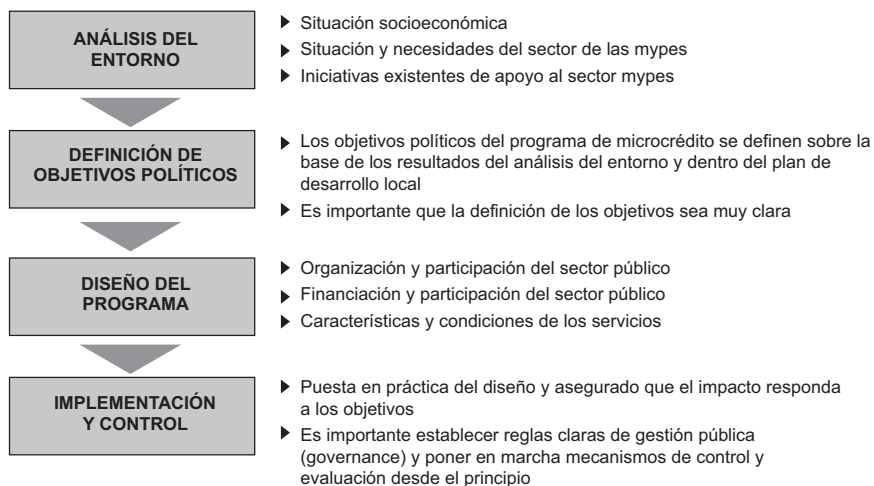 ANÁLISIS DEL
ENTORNO
Situación socioeconómica
Situación y necesidades del sector de las mypes
Iniciativas existentes de apoyo al sector mypes
DEFINICIÓN DE
OBJETIVOS POLÍTICOS
Los objetivos políticos del programa de microcrédito se definen sobre la
base de los resultados del análisis del entorno y dentro del plan de
desarrollo local
Es importante que la definición de los objetivos sea muy clara
DISEÑO DEL
PROGRAMA
Organización y participación del sector público
Financiación y participación del sector público
Características y condiciones de los servicios
IMPLEMENTACIÓN
Y CONTROL
Puesta en práctica del diseño y asegurado que el impacto responda
a los objetivos
Es importante establecer reglas claras de gestión pública
(governance) y poner en marcha mecanismos de control y
evaluación desde el principio